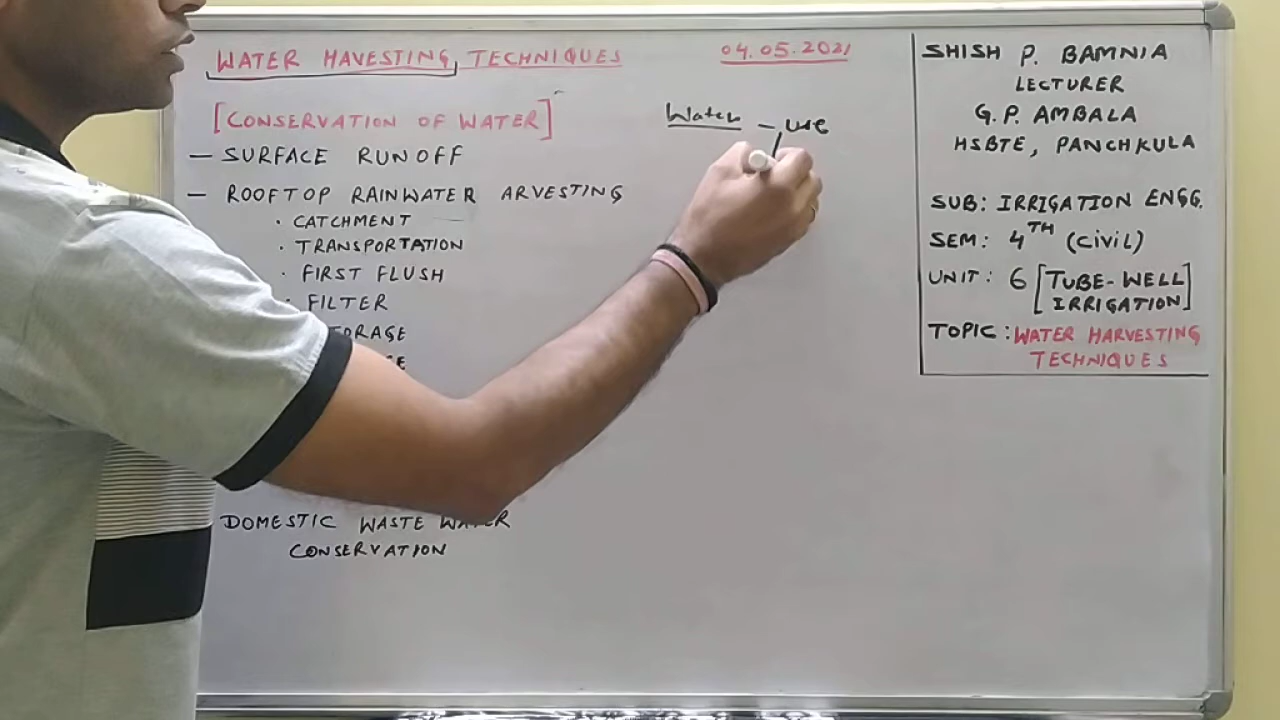 WATER HAVESTING TECHNIQUES
04.05.2021
[CONSERVATION OF WATER]
Water - use
- SURFACE RUNOFF
- ROOFTOP RAINWATER ARVESTING
· CATCHMENT
· TRANSPORTATION
· FIRST FLUSH
· FILTER
DOMESTIC WASTE WATER
CONSERVATION
SHISH P. BAMNIA
LECTURER
G.P. AMBALA
HSBTE, PANCHKULA
SUB: IRRIGATION ENGG.
SEM: 4TH (CIVIL)
UNIT: 6 [TUBE-WELL
IRRIGATION]
TOPIC: WATER HARVESTING
TECHNIQUES